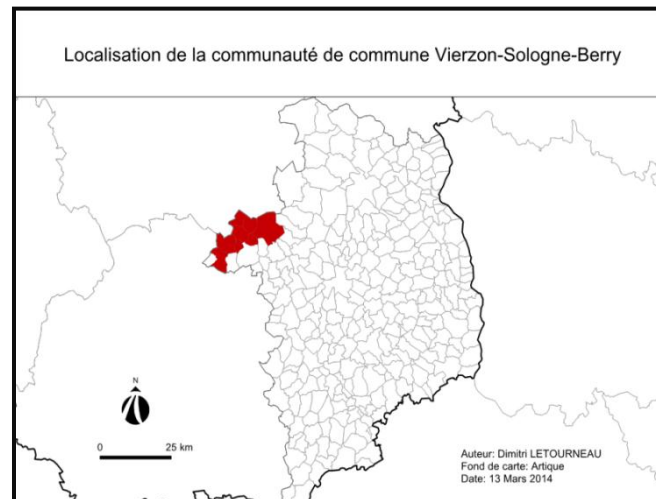 Localisation de la communauté de commune Vierzon-Sologne-Berry
N
0 25 km
Auteur: Dimitri LETOURNEAU
Fond de carte: Artique
Date: 13 Mars 2014